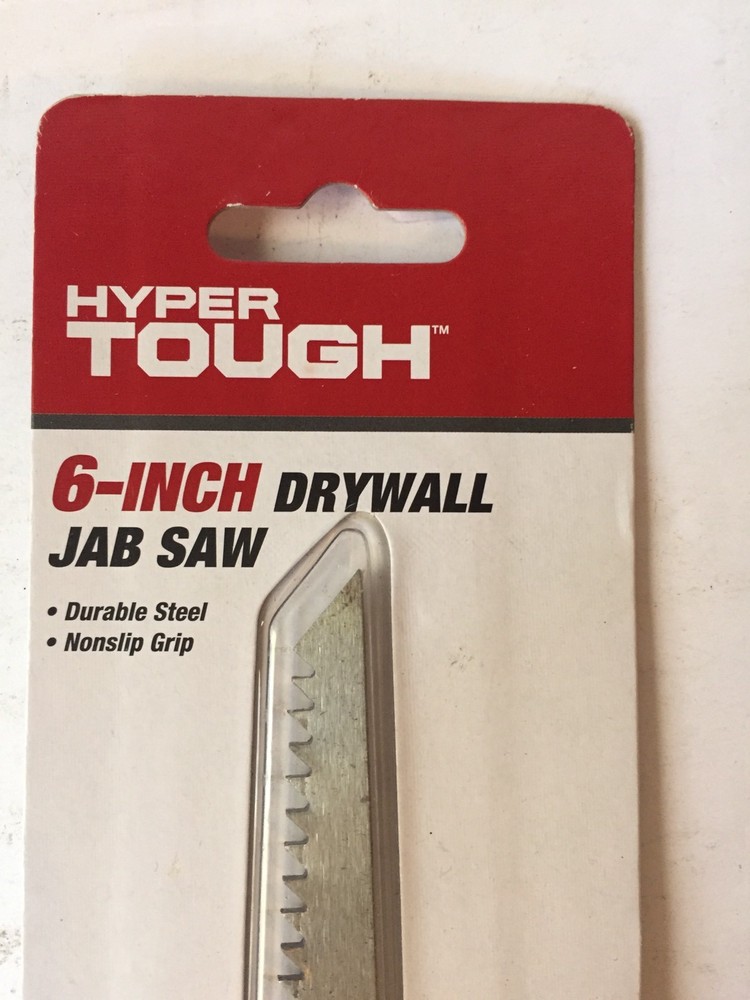 HYPER
TOUGH™
6-INCH DRYWALL
JAB SAW
• Durable Steel
• Nonslip Grip